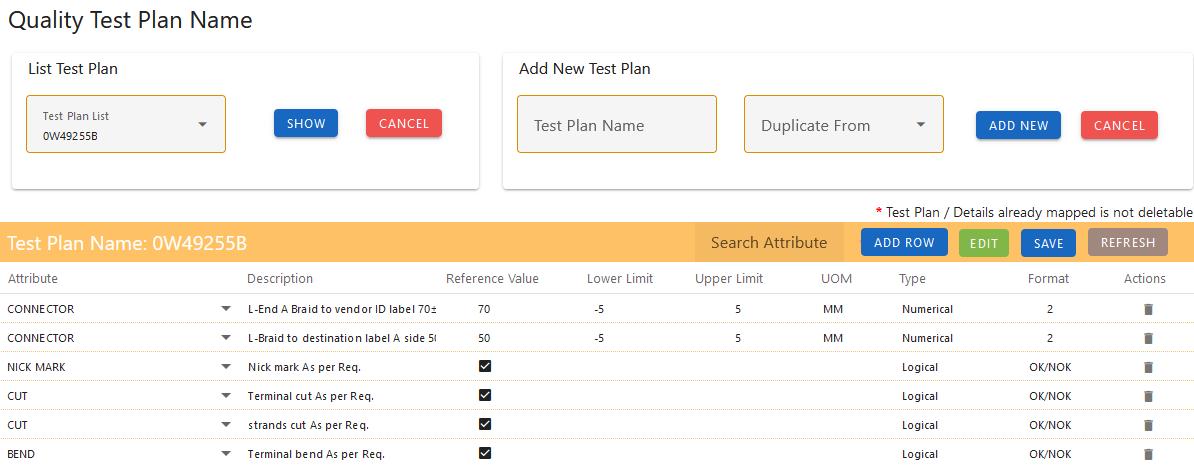 Quality Test Plan Name
List Test Plan
Test Plan List
0W49255B
SHOW
CANCEL
Add New Test Plan
Test Plan Name
Duplicate From
ADD NEW
CANCEL
* Test Plan / Details already mapped is not deletable
Test Plan Name: 0W49255B Search Attribute ADD ROW EDIT SAVE REFRESH
Attribute Description Reference Value Lower Limit Upper Limit UOM Type Format Actions
CONNECTOR L-End A Braid to vendor ID label 70± 70 -5 5 MM Numerical 2
CONNECTOR L-Braid to destination label A side 50 -5 5 MM Numerical 2
NICK MARK Nick mark As per Req. Logical OK/NOK
CUT Terminal cut As per Req. Logical OK/NOK
CUT strands cut As per Req. Logical OK/NOK
BEND Terminal bend As per Req. Logical OK/NOK